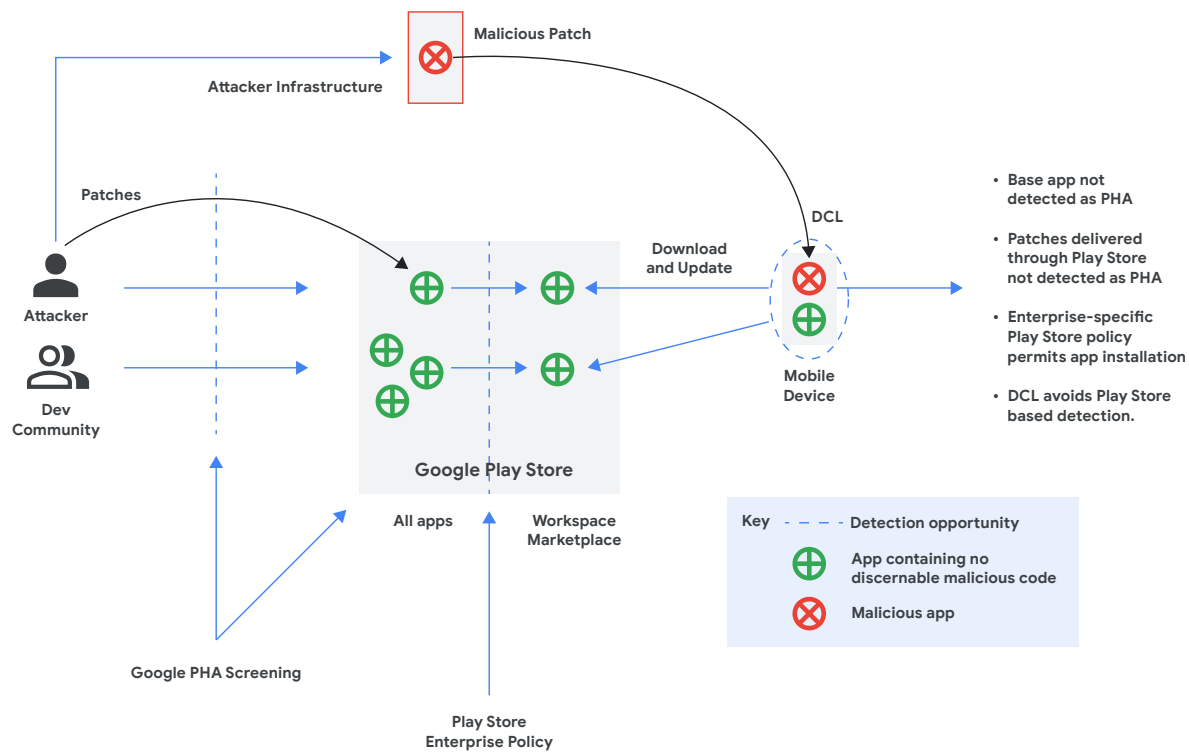 Malicious Patch
Attacker Infrastructure
Patches
Attacker
Dev
Community
Google PHA Screening
Google Play Store
All apps
Workspace
Marketplace
Play Store
Enterprise Policy
Download
and Update
DCL
Mobile
Device
• Base app not
detected as PHA
• Patches delivered
through Play Store
not detected as PHA
• Enterprise-specific
Play Store policy
permits app installation
• DCL avoids Play Store
based detection.
Key
Detection opportunity
App containing no
discernable malicious code
Malicious app